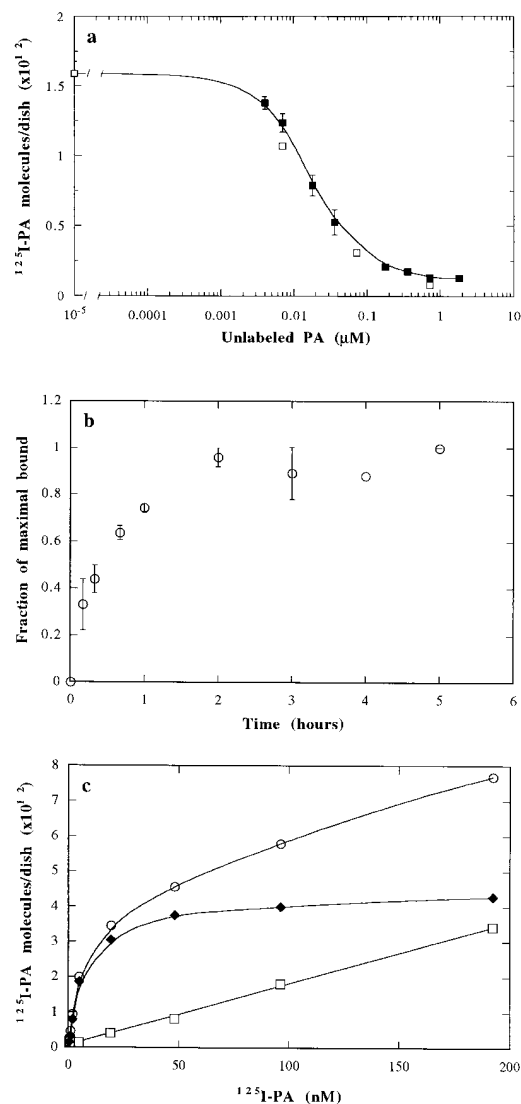 a
¹²⁵I-PA molecules/dish (x10¹²)
2
1.5
1
0.5
0
10⁻⁵ 0.0001 0.001 0.01 0.1 1 10
Unlabeled PA (μM)
b
Fraction of maximal bound
1.2
1
0.8
0.6
0.4
0.2
0
0 1 2 3 4 5 6
Time (hours)
c
¹²⁵I-PA molecules/dish (x10¹²)
8
7
6
5
4
3
2
1
0
0 50 100 150 200
¹²⁵I-PA (nM)